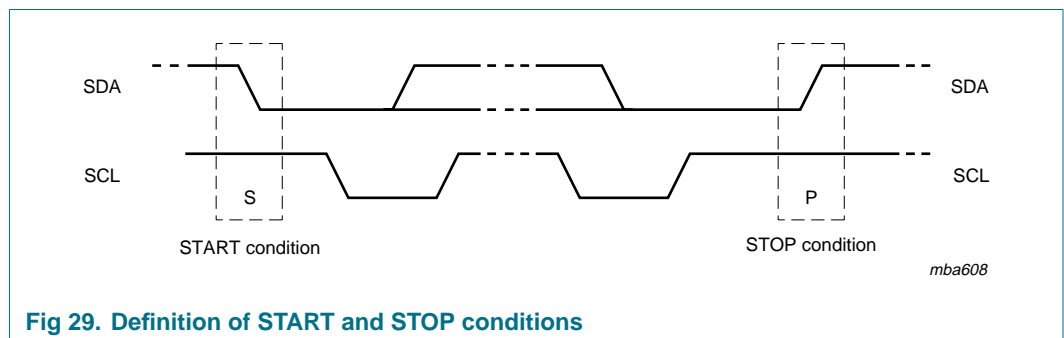 SDA
SDA
SCL
SCL
S
P
START condition
STOP condition
mba608
Fig 29. Definition of START and STOP conditions